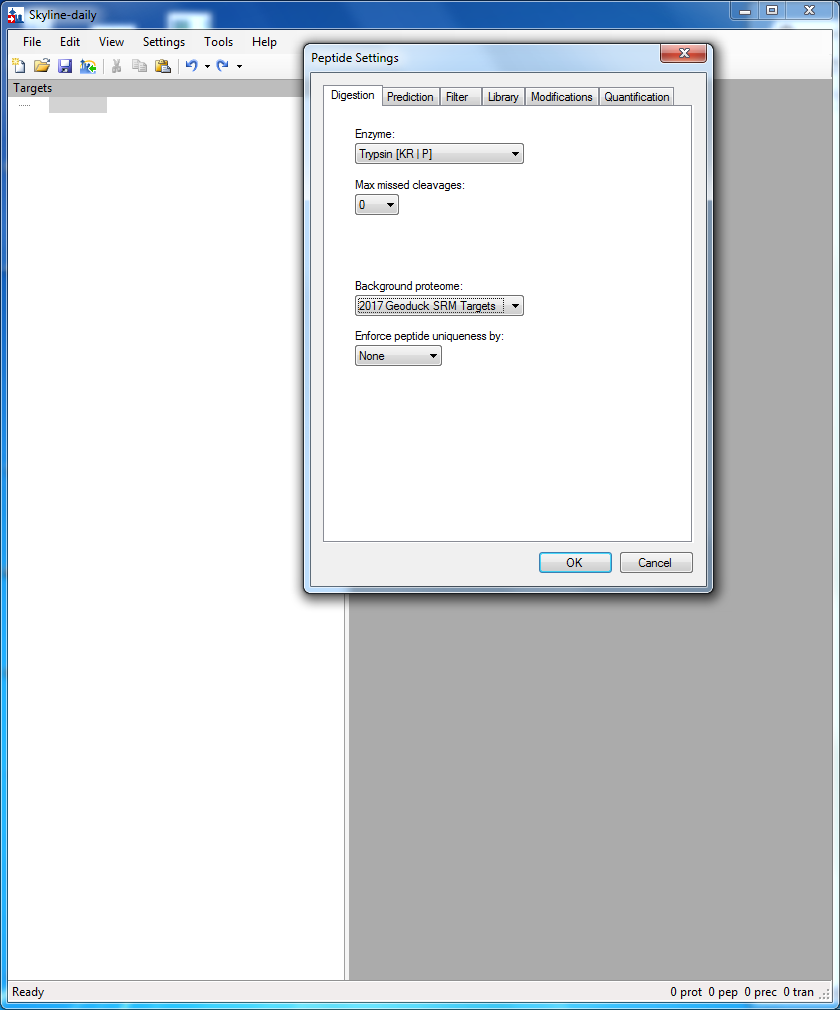 Skyline-daily
File Edit View Settings Tools Help
Targets
Peptide Settings
Digestion Prediction Filter Library Modifications Quantification
Enzyme:
Trypsin [KR | P]
Max missed cleavages:
0
Background proteome:
2017 Geoduck SRM Targets
Enforce peptide uniqueness by:
None
OK Cancel
Ready 0 prot 0 pep 0 prec 0 tran